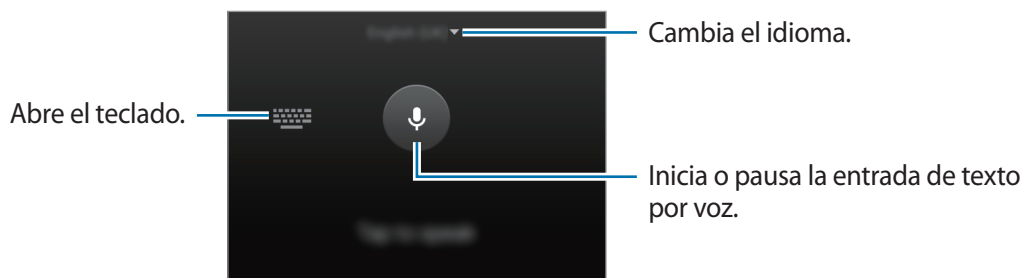 Cambia el idioma.
Abre el teclado.
Inicia o pausa la entrada de texto
por voz.